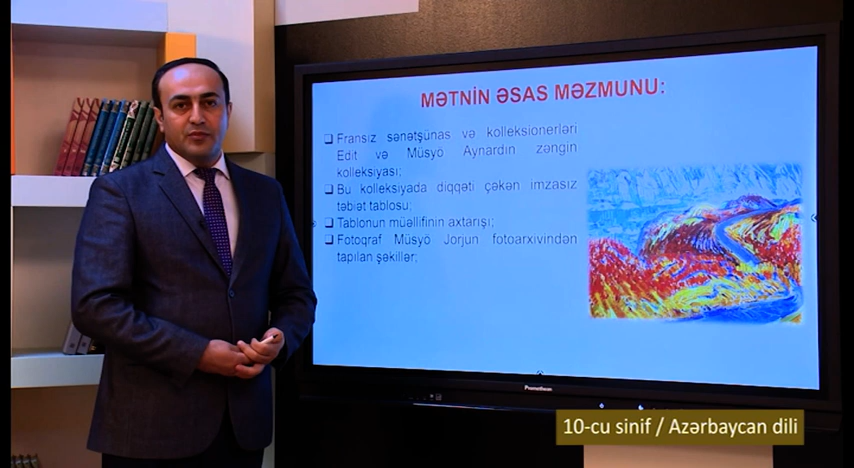 MƏTNİN ƏSAS MƏZMUNU:
❑ Fransız sənətşünas və kolleksionerləri
Edit və Müsyö Aynardın zəngin
kolleksiyası;
❑ Bu kolleksiyada diqqəti çəkən imzasız
təbiət tablosu;
❑ Tablonun müəllifinin axtarışı;
❑ Fotoqraf Müsyö Jorjun fotoarxivindən
tapılan şəkillər;
Promethean
10-cu sinif / Azərbaycan dili